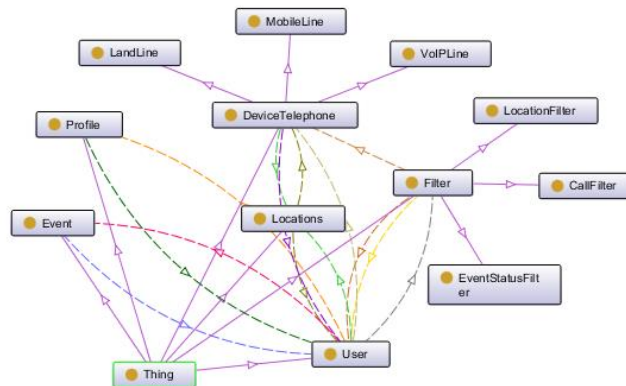 MobileLine
LandLine
VoIPLine
DeviceTelephone
LocationFilter
Profile
Filter
CallFilter
Event
Locations
EventStatusFilt
er
User
Thing